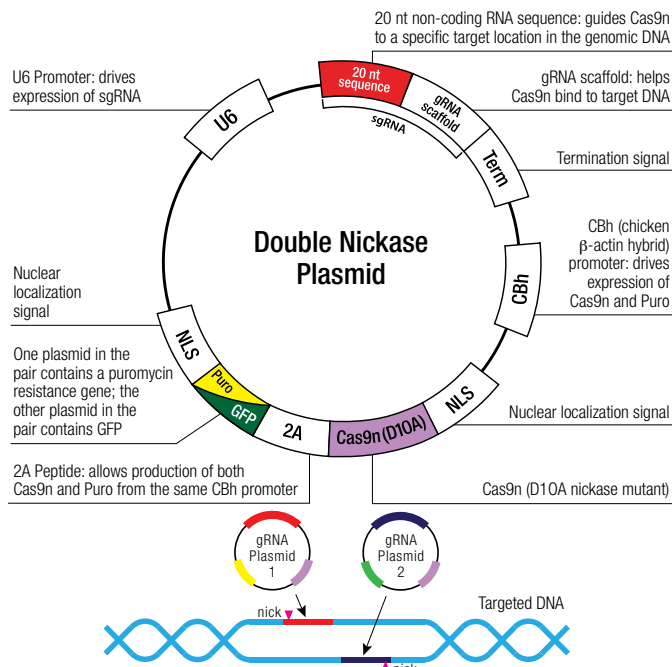 20 nt non-coding RNA sequence: guides Cas9n
to a specific target location in the genomic DNA
U6 Promoter: drives
expression of sgRNA
gRNA scaffold: helps
Cas9n bind to target DNA
20 nt
sequence
gRNA
scaffold
sgRNA
U6
Term
Termination signal
Double Nickase
Plasmid
CBh (chicken
β-actin hybrid)
promoter: drives
expression of
Cas9n and Puro
CBh
Nuclear
localization
signal
NLS
One plasmid in the
pair contains a puromycin
resistance gene; the
other plasmid in the
pair contains GFP
Puro
GFP
2A
Cas9n (D10A)
NLS
Nuclear localization signal
2A Peptide: allows production of both
Cas9n and Puro from the same CBh promoter
Cas9n (D10A nickase mutant)
gRNA
Plasmid
1
gRNA
Plasmid
2
nick
Targeted DNA
nick